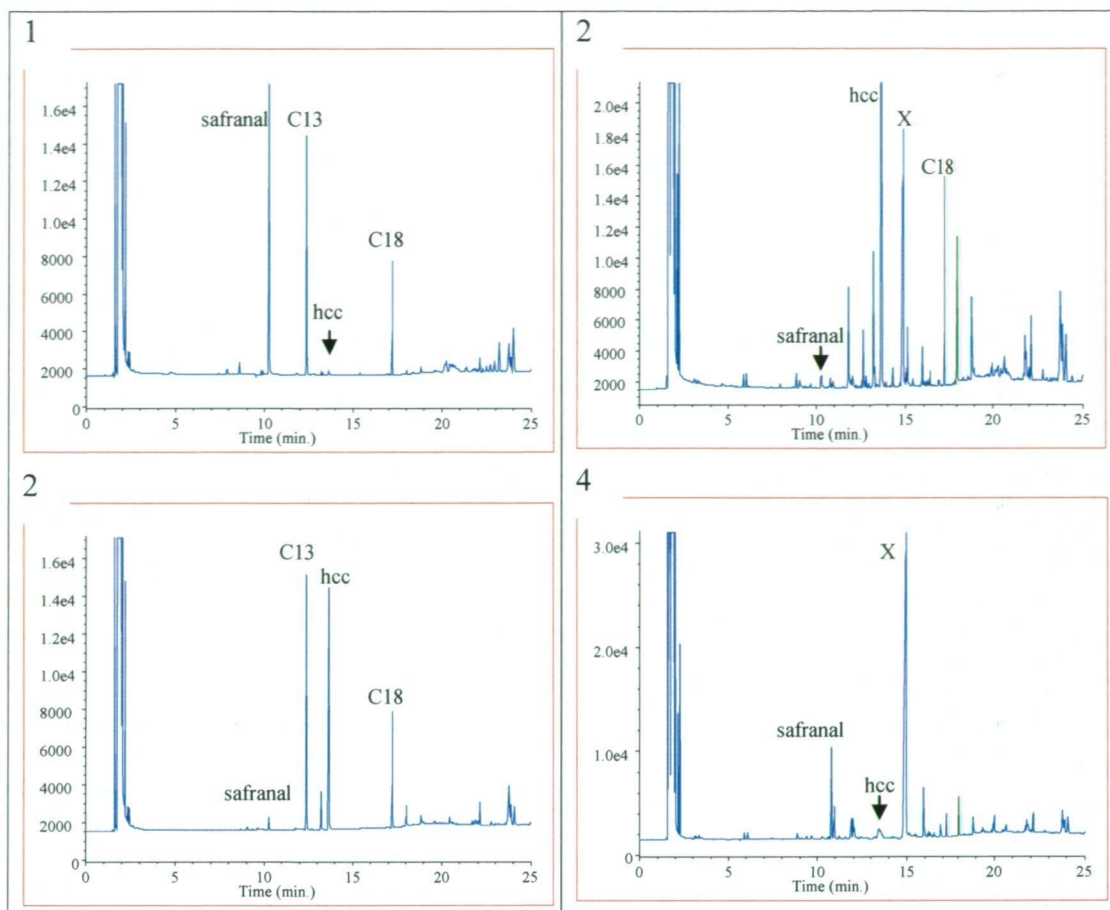 1
1.6e4
1.4e4
1.2e4
1.0e4
8000
6000
4000
2000
0
safranal
C13
hcc
C18
0 5 10 15 20 25
Time (min.)
2
2.0e4
1.8e4
1.6e4
1.4e4
1.2e4
1.0e4
8000
6000
4000
2000
hcc
X
C18
safranal
0 5 10 15 20 25
Time (min.)
2
1.6e4
1.4e4
1.2e4
1.0e4
8000
6000
4000
2000
0
C13
hcc
C18
safranal
0 5 10 15 20 25
Time (min.)
4
3.0e4
2.0e4
1.0e4
0
X
safranal
hcc
0 5 10 15 20 25
Time (min.)